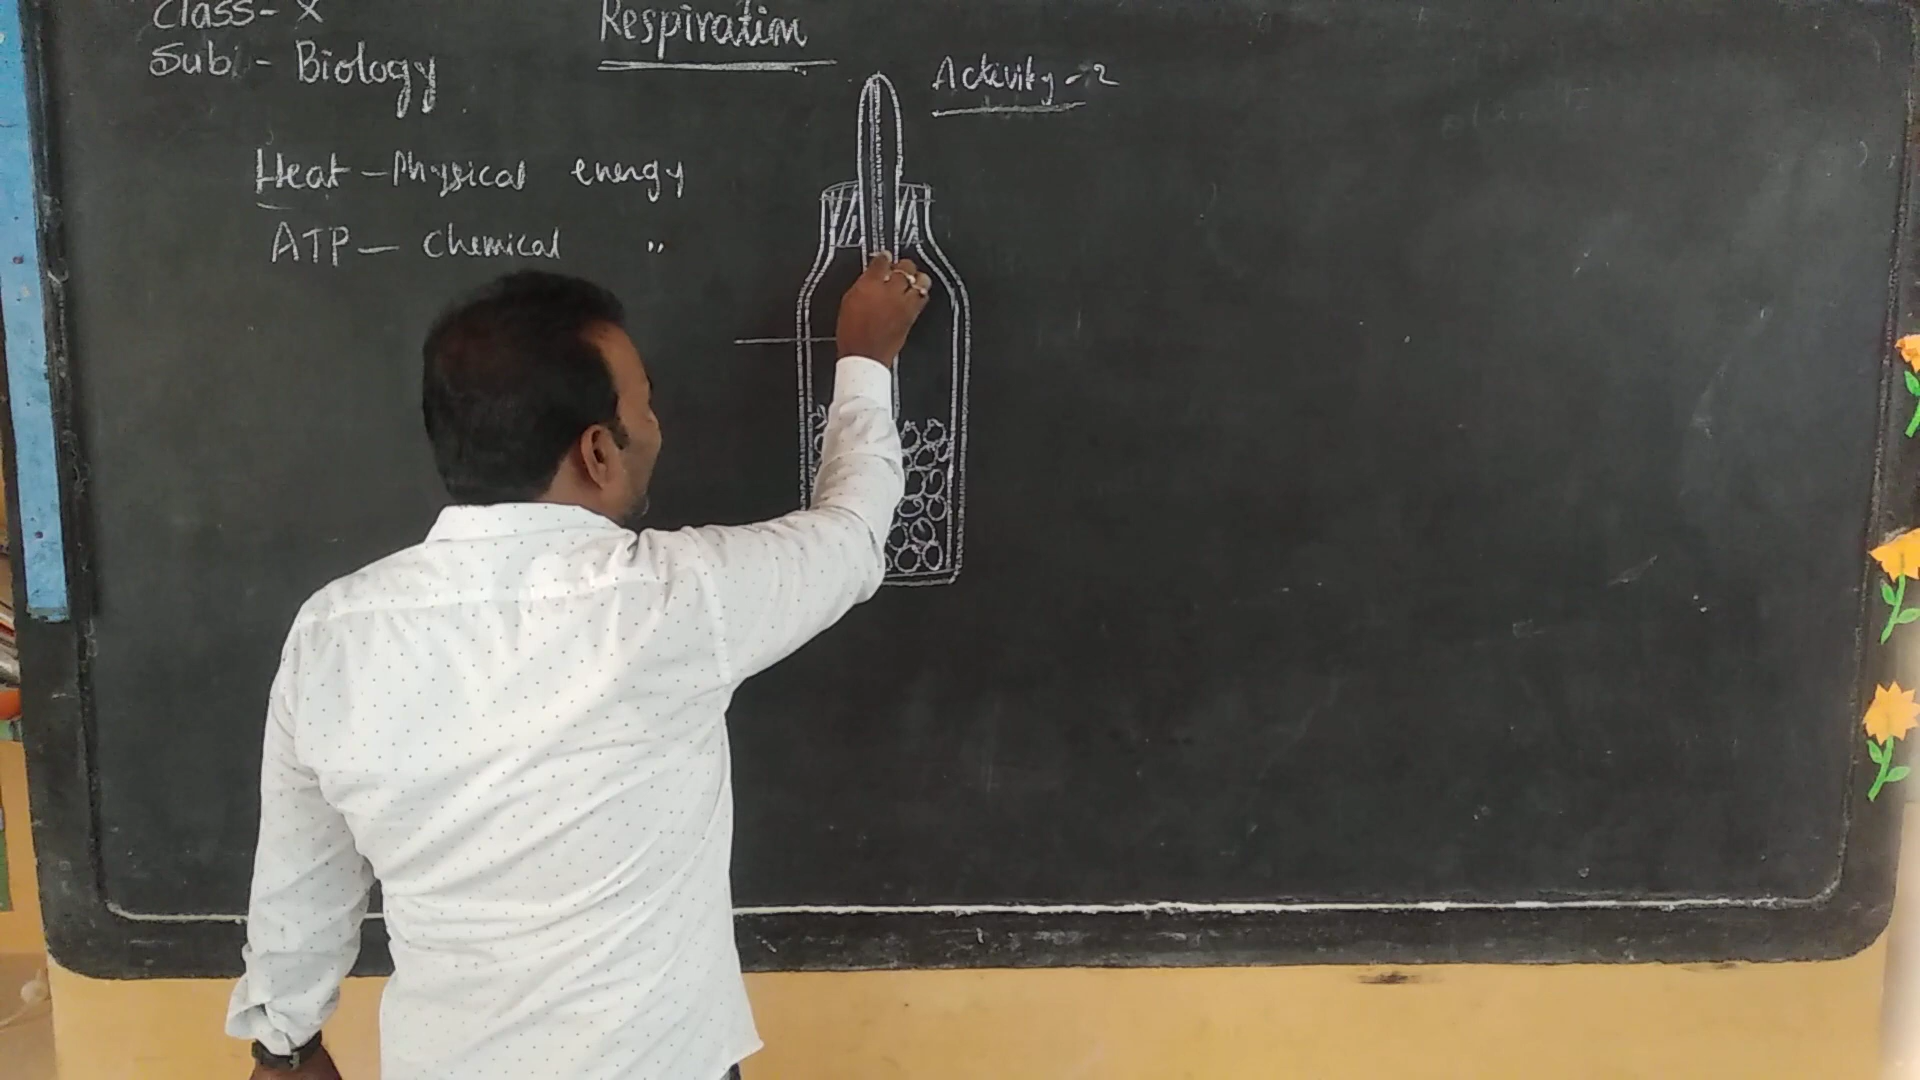 Class- X
Sub - Biology
Respiration
Activity - 2
Heat - Physical energy
ATP - Chemical "